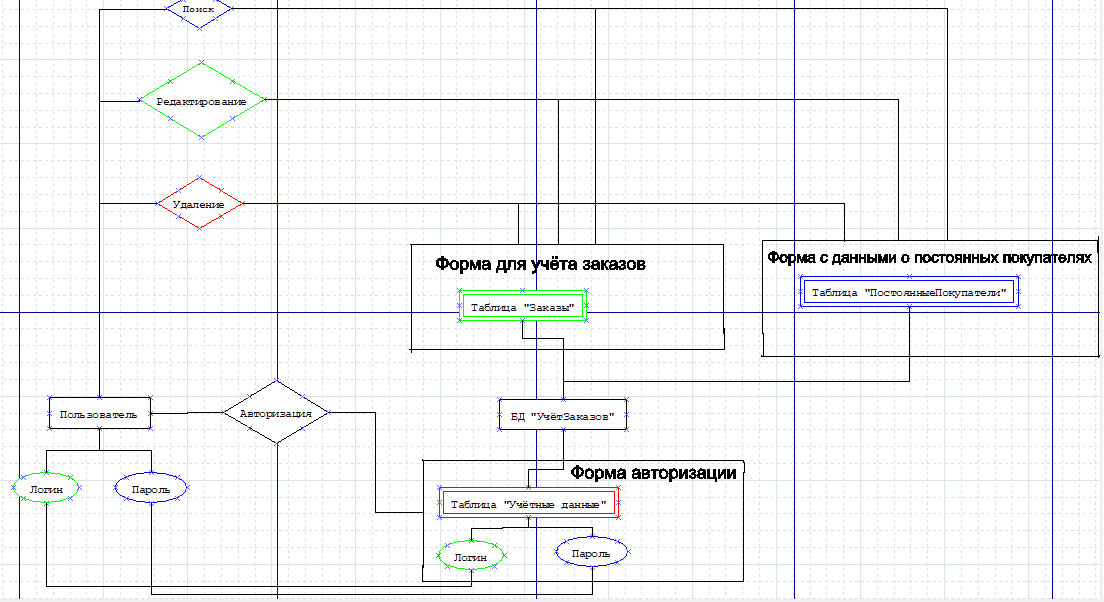 Поиск
Редактирование
Удаление
Форма для учёта заказов
Форма с данными о постоянных покупателях
Таблица "ПостоянныеПокупатели"
Таблица "Заказы"
Пользователь
Авторизация
БД "УчётЗаказов"
Форма авторизации
Логин
Пароль
Таблица "Учётные данные"
Логин
Пароль